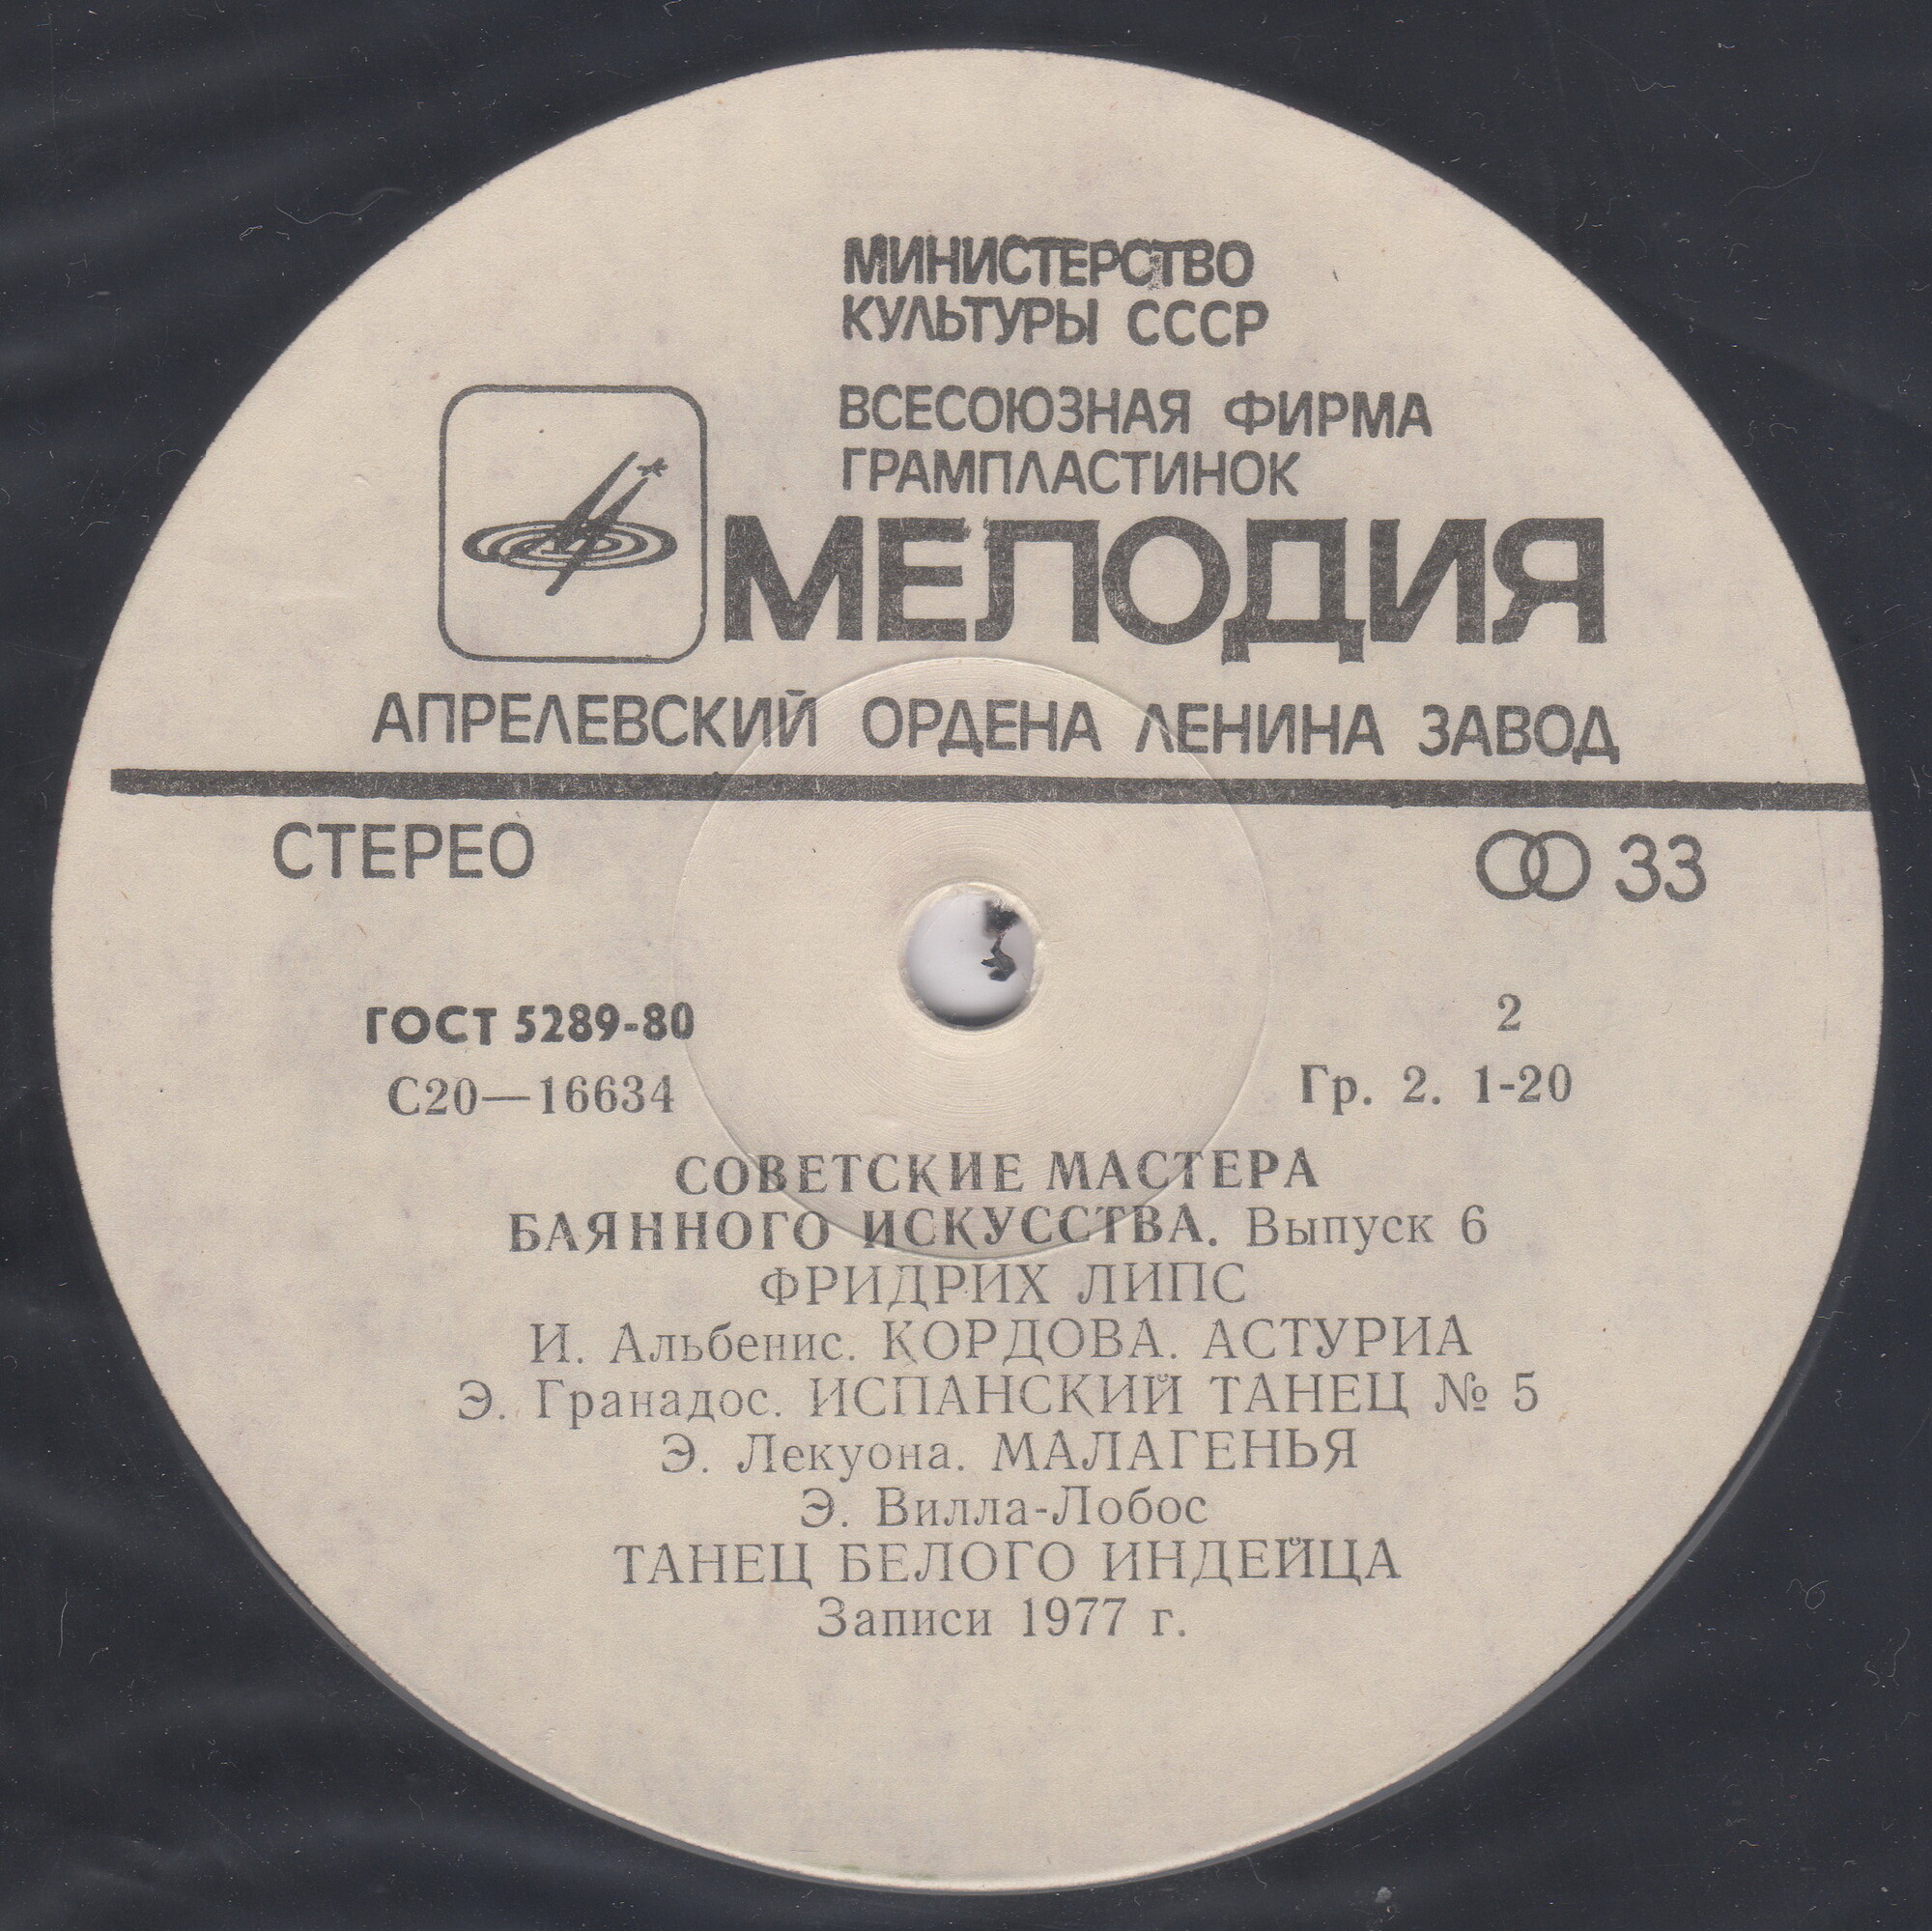 МИНИСТЕРСТВО
КУЛЬТУРЫ СССР
ВСЕСОЮЗНАЯ ФИРМА
ГРАМПЛАСТИНОК
МЕЛОДИЯ
АПРЕЛЕВСКИЙ ОРДЕНА ЛЕНИНА ЗАВОД
СТЕРЕО 33
ГОСТ 5289-80 2
С20—16634 Гр. 2. 1-20
СОВЕТСКИЕ МАСТЕРА
БАЯННОГО ИСКУССТВА. Выпуск 6
ФРИДРИХ ЛИПС
И. Альбенис. КОРДОВА. АСТУРИА
Э. Гранадос. ИСПАНСКИЙ ТАНЕЦ № 5
Э. Лекуона. МАЛАГЕНЬЯ
Э. Вилла-Лобос
ТАНЕЦ БЕЛОГО ИНДЕЙЦА
Записи 1977 г.